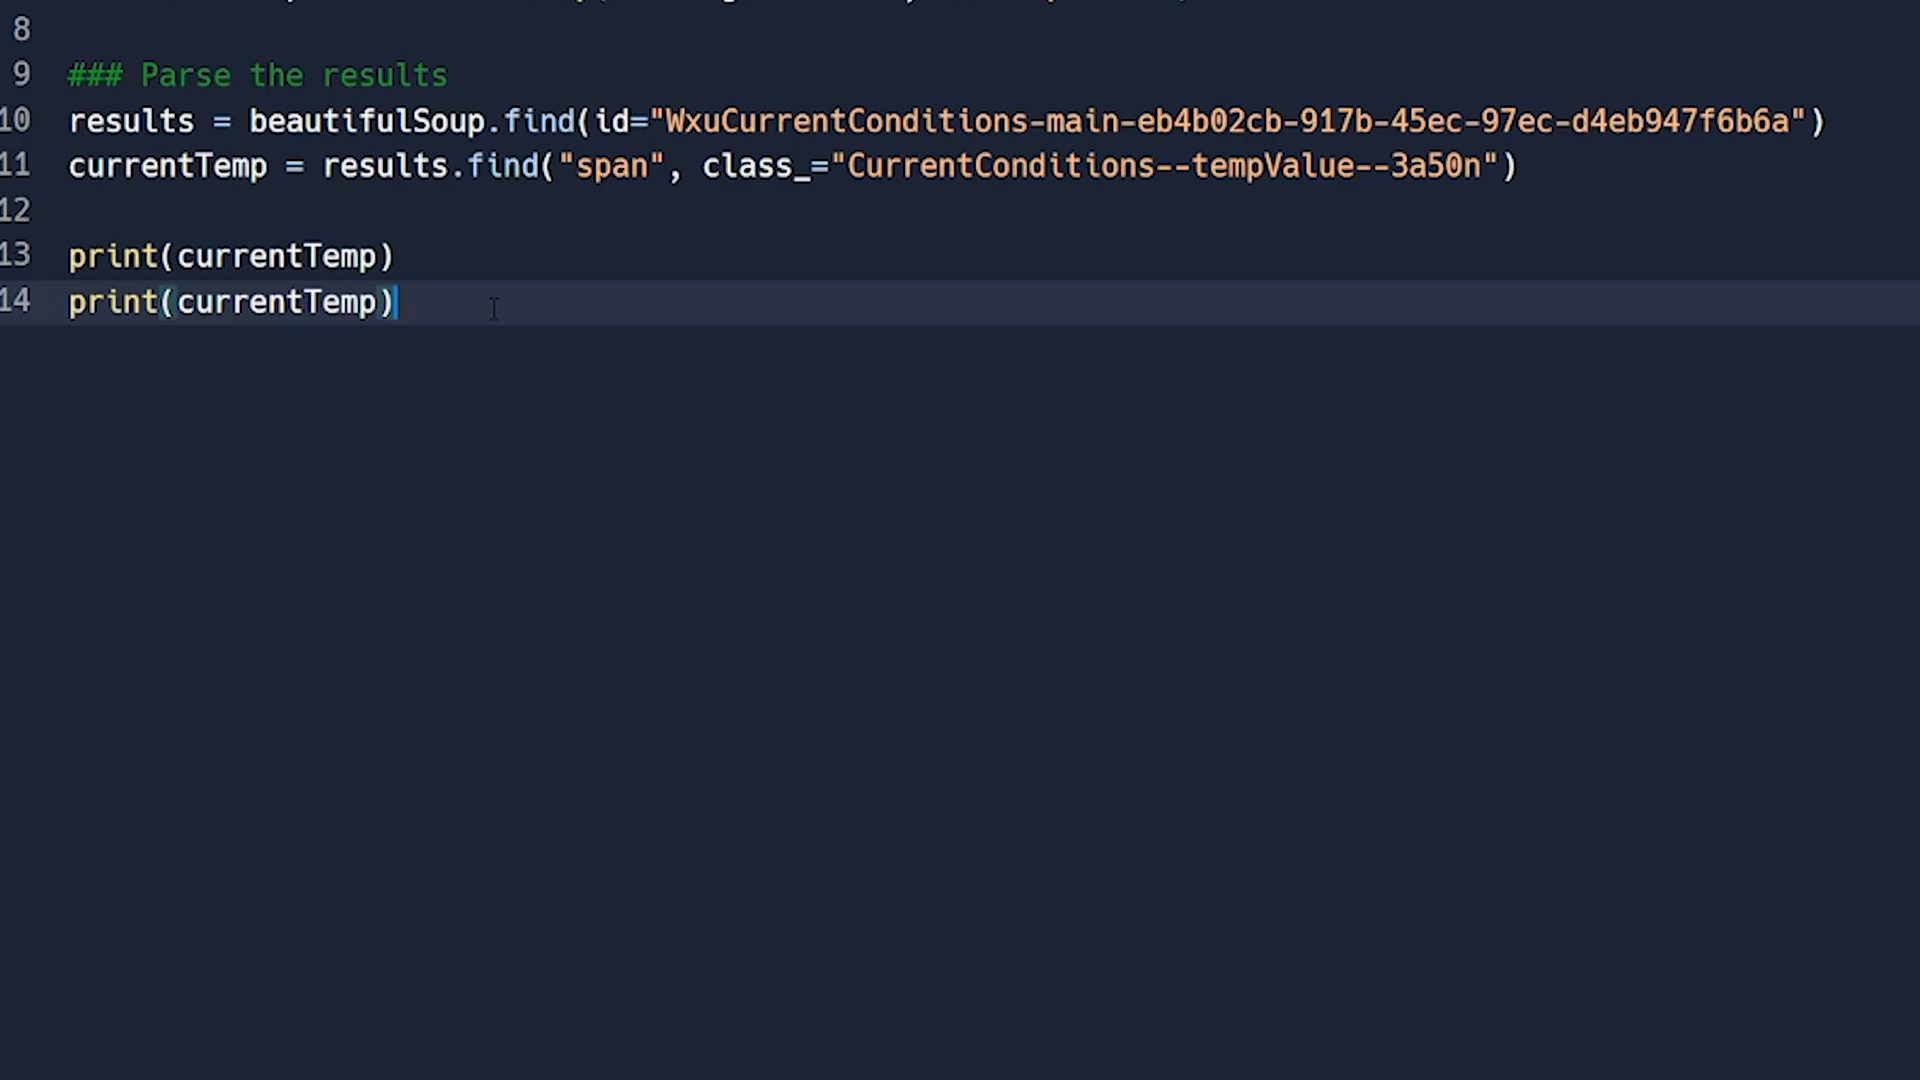 8
9 ### Parse the results
10 results = beautifulSoup.find(id="WxuCurrentConditions-main-eb4b02cb-917b-45ec-97ec-d4eb947f6b6a")
11 currentTemp = results.find("span", class_="CurrentConditions--tempValue--3a50n")
12
13 print(currentTemp)
14 print(currentTemp)